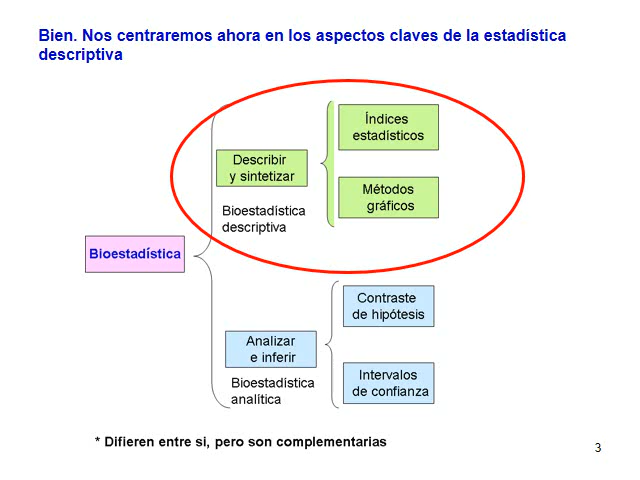 Bien. Nos centraremos ahora en los aspectos claves de la estadística
descriptiva
Índices
estadísticos
Describir
y sintetizar
Métodos
gráficos
Bioestadística
descriptiva
Bioestadística
Contraste
de hipótesis
Analizar
e inferir
Intervalos
de confianza
Bioestadística
analítica
* Difieren entre si, pero son complementarias
3